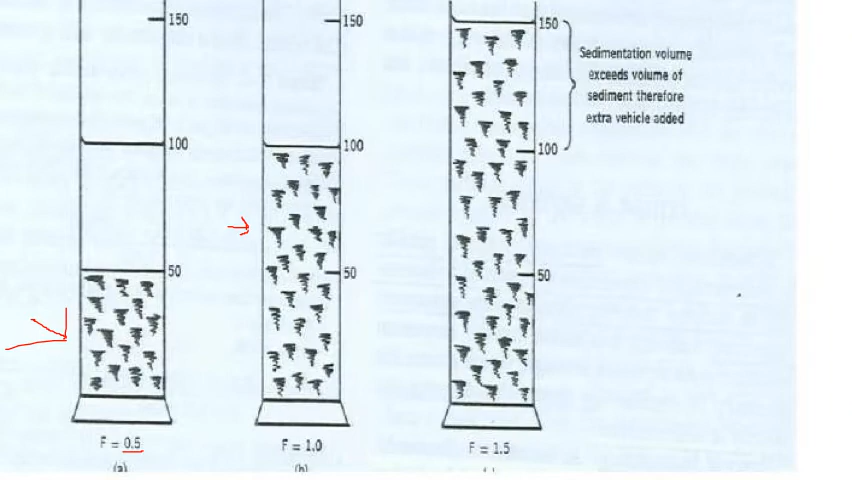 150
100
50
F = 0.5
(a)
150
100
50
F = 1.0
(b)
150
100
50
F = 1.5
Sedimentation volume
exceeds volume of
sediment therefore
extra vehicle added